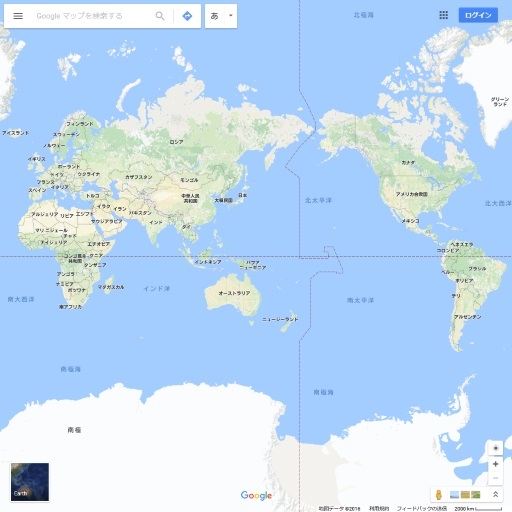 Google マップを検索する
あ
ログイン
北極海
グリーン
ランド
アイスランド
フィンランド
スウェーデン
ノルウェー
ロシア
イギリス
ポーランド
ドイツ
ウクライナ
フランス
イタリア
スペイン
カザフスタン
モンゴル
カナダ
トルコ
中華人民
共和国
日本
大韓民国
アメリカ合衆国
イラク
イラン
パキスタン
北太平洋
北大西洋
アルジェリア
リビア
エジプト
サウジアラビア
インド
タイ
メキシコ
マリ
ニジェール
チャド
ナイジェリア
エチオピア
ベネズエラ
コロンビア
コンゴ民主
共和国
ケニア
タンザニア
インドネシア
パプア
ニューギニア
ペルー
ブラジル
アンゴラ
ボリビア
ナミビア
ボツワナ
マダガスカル
インド洋
オーストラリア
南大西洋
南太平洋
チリ
南アフリカ
ニュージーランド
アルゼンチン
南極海
南極海
南極
Earth
Google
地図データ ©2016
利用規約
フィードバックの送信
2000 km